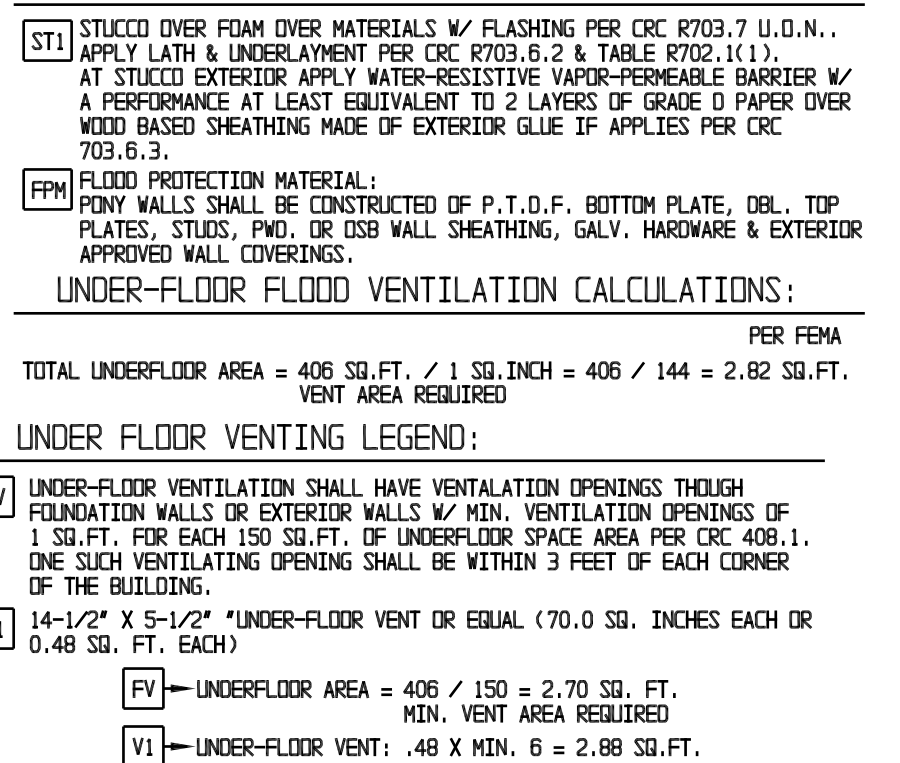 ST1 STUCCO OVER FOAM OVER MATERIALS W/ FLASHING PER CRC R703.7 U.O.N..
APPLY LATH & UNDERLAYMENT PER CRC R703.6.2 & TABLE R702.1(1).
AT STUCCO EXTERIOR APPLY WATER-RESISTIVE VAPOR-PERMEABLE BARRIER W/
A PERFORMANCE AT LEAST EQUIVALENT TO 2 LAYERS OF GRADE D PAPER OVER
WOOD BASED SHEATHING MADE OF EXTERIOR GLUE IF APPLIES PER CRC
703.6.3.
FPM FLOOD PROTECTION MATERIAL:
PONY WALLS SHALL BE CONSTRUCTED OF P.T.D.F. BOTTOM PLATE, DBL. TOP
PLATES, STUDS, PWD. OR OSB WALL SHEATHING, GALV. HARDWARE & EXTERIOR
APPROVED WALL COVERINGS.
UNDER-FLOOR FLOOD VENTILATION CALCULATIONS:
PER FEMA
TOTAL UNDERFLOOR AREA = 406 SQ.FT. / 1 SQ.INCH = 406 / 144 = 2.82 SQ.FT.
VENT AREA REQUIRED
UNDER FLOOR VENTING LEGEND:
UNDER-FLOOR VENTILATION SHALL HAVE VENTALATION OPENINGS THOUGH
FOUNDATION WALLS OR EXTERIOR WALLS W/ MIN. VENTILATION OPENINGS OF
1 SQ.FT. FOR EACH 150 SQ.FT. OF UNDERFLOOR SPACE AREA PER CRC 408.1.
ONE SUCH VENTILATING OPENING SHALL BE WITHIN 3 FEET OF EACH CORNER
OF THE BUILDING.
14-1/2" X 5-1/2" "UNDER-FLOOR VENT OR EQUAL (70.0 SQ. INCHES EACH OR
0.48 SQ. FT. EACH)
FV UNDERFLOOR AREA = 406 / 150 = 2.70 SQ. FT.
MIN. VENT AREA REQUIRED
V1 UNDER-FLOOR VENT: .48 X MIN. 6 = 2.88 SQ.FT.